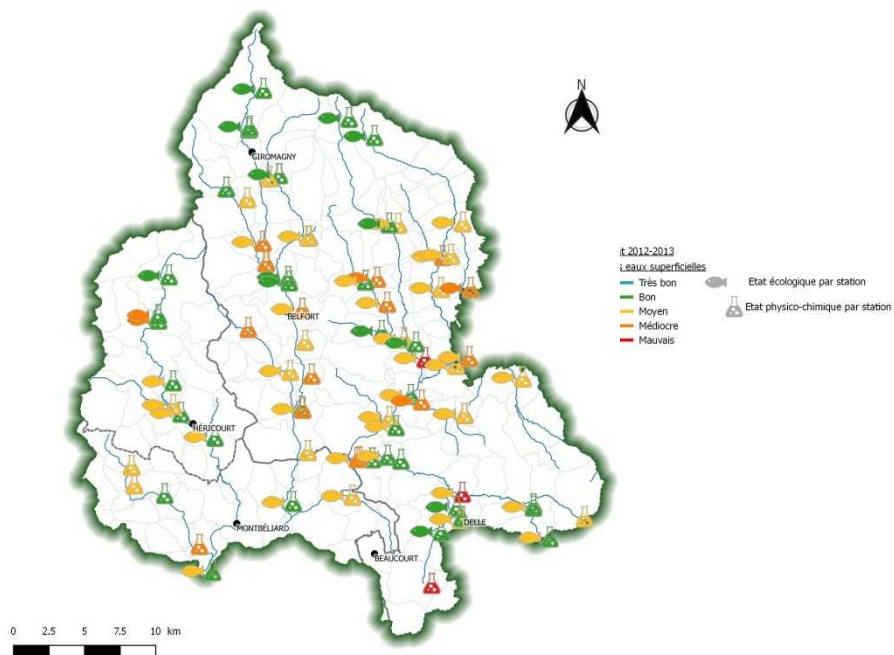 N
GIROMAGNY
BELFORT
HÉRICOURT
MONTBÉLIARD
DELLE
BEAUCOURT
t 2012-2013
s eaux superficielles
Très bon
Bon
Moyen
Médiocre
Mauvais
Etat écologique par station
Etat physico-chimique par station
0 2.5 5 7.5 10 km